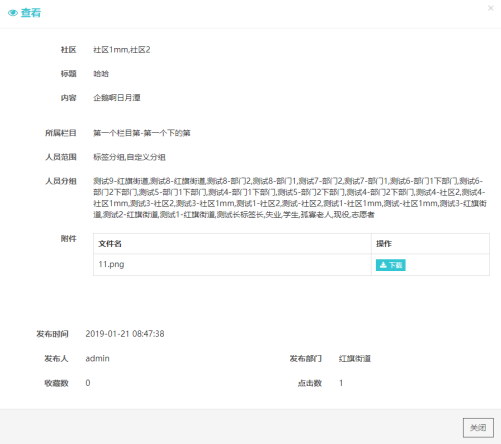 查看
×
社区 社区1mm,社区2
标题 哈哈
内容 企鹅啊日月潭
所属栏目 第一个栏目第-第一个下的第
人员范围 标签分组,自定义分组
人员分组 测试9-红旗街道,测试8-红旗街道,测试8-部门2,测试8-部门1,测试7-部门2,测试7-部门1,测试6-部门1下部门,测试6-
部门2下部门,测试5-部门1下部门,测试4-部门1下部门,测试5-部门2下部门,测试4-部门2下部门,测试4-社区2,测试4-
社区1mm,测试3-社区2,测试3-社区1mm,测试1-社区2,测试-社区2,测试1-社区1mm,测试-社区1mm,测试3-红旗街
道,测试2-红旗街道,测试1-红旗街道,测试长标签长,失业,学生,孤寡老人,现役,志愿者
附件 文件名 操作
11.png 下载
发布时间 2019-01-21 08:47:38
发布人 admin 发布部门 红旗街道
收藏数 0 点击数 1
关闭